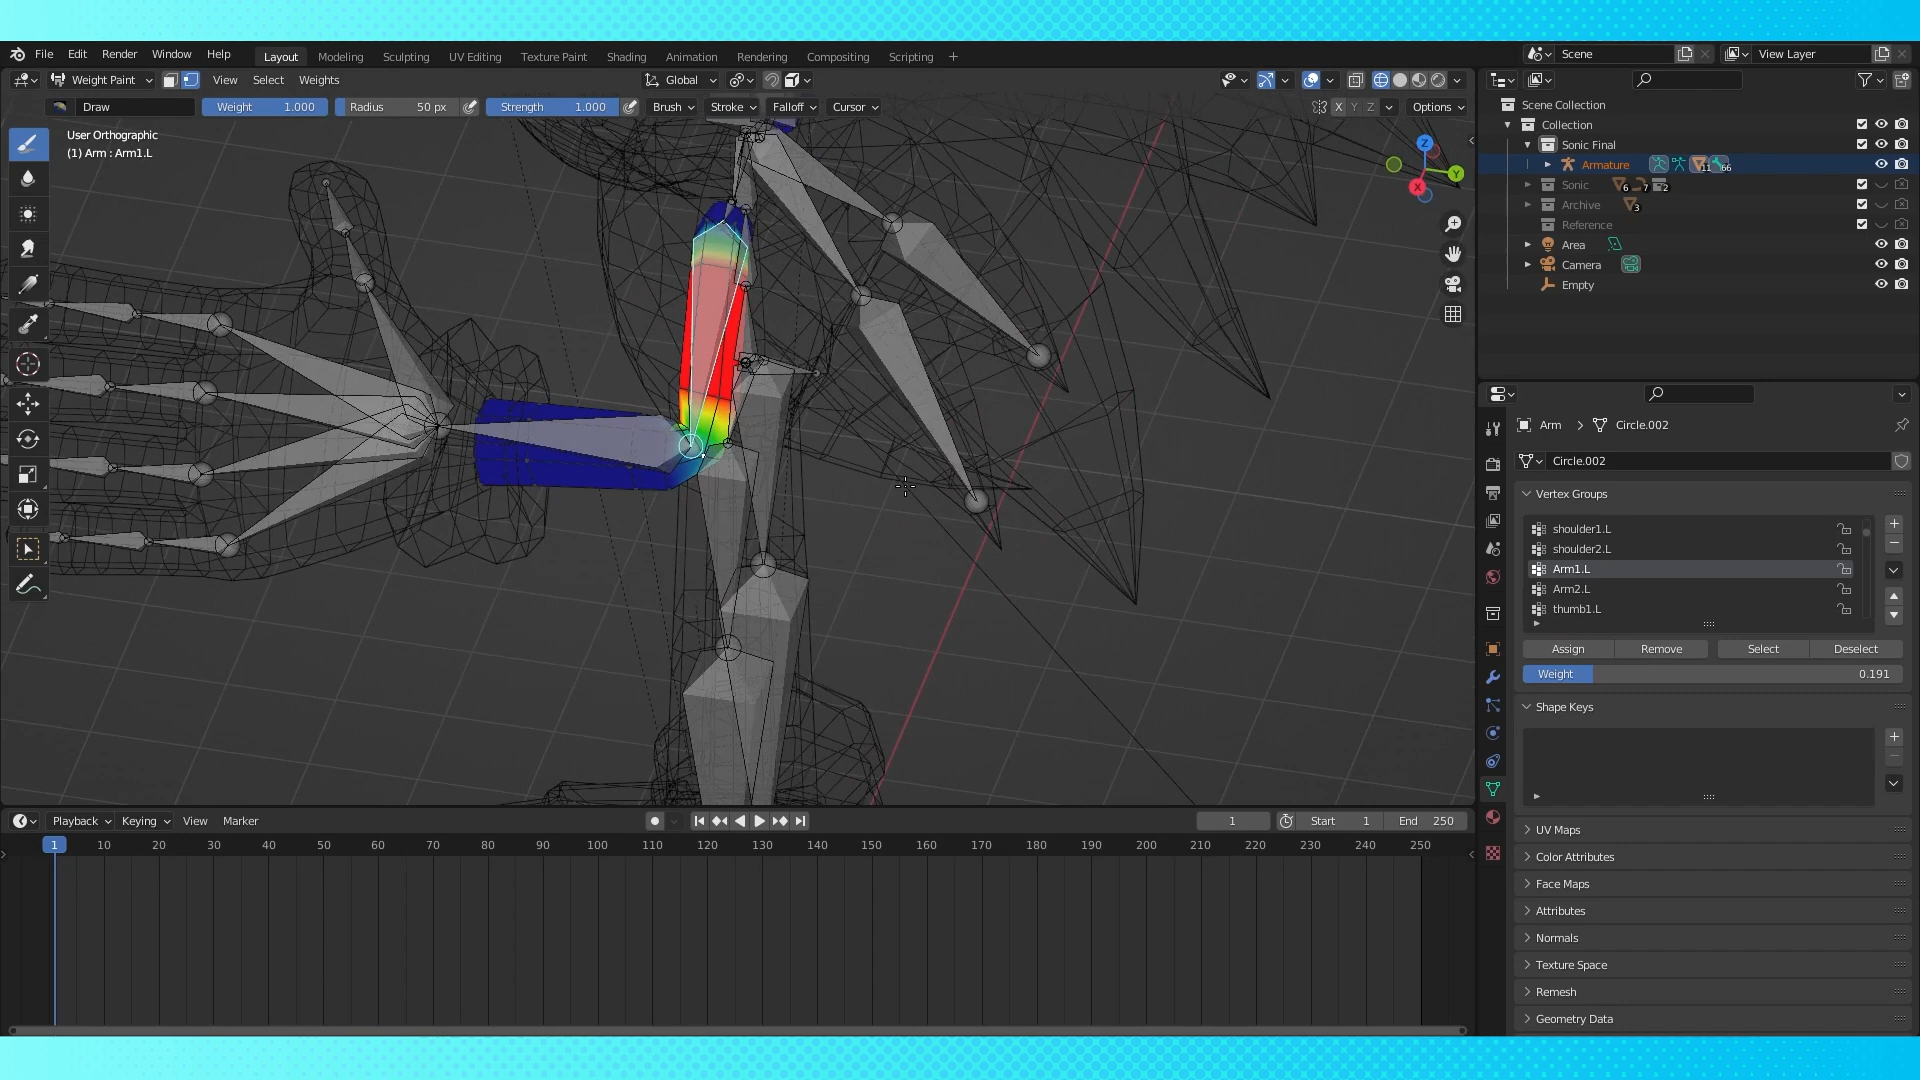 File Edit Render Window Help Layout Modeling Sculpting UV Editing Texture Paint Shading Animation Rendering Compositing Scripting + Scene View Layer
Weight Paint View Select Weights Global
Draw Weight 1.000 Radius 50 px Strength 1.000 Brush Stroke Falloff Cursor X Y Z Options
User Orthographic
(1) Arm : Arm1.L
Z
Y
X
Scene Collection
Collection
Sonic Final
Armature 11 66
Sonic 6 7 2
Archive 3
Reference
Area
Camera
Empty
Arm > Circle.002
Circle.002
Vertex Groups
shoulder1.L
shoulder2.L
Arm1.L
Arm2.L
thumb1.L
Assign Remove Select Deselect
Weight 0.191
Shape Keys
UV Maps
Color Attributes
Face Maps
Attributes
Normals
Texture Space
Remesh
Geometry Data
Playback Keying View Marker 1 Start 1 End 250
1 10 20 30 40 50 60 70 80 90 100 110 120 130 140 150 160 170 180 190 200 210 220 230 240 250